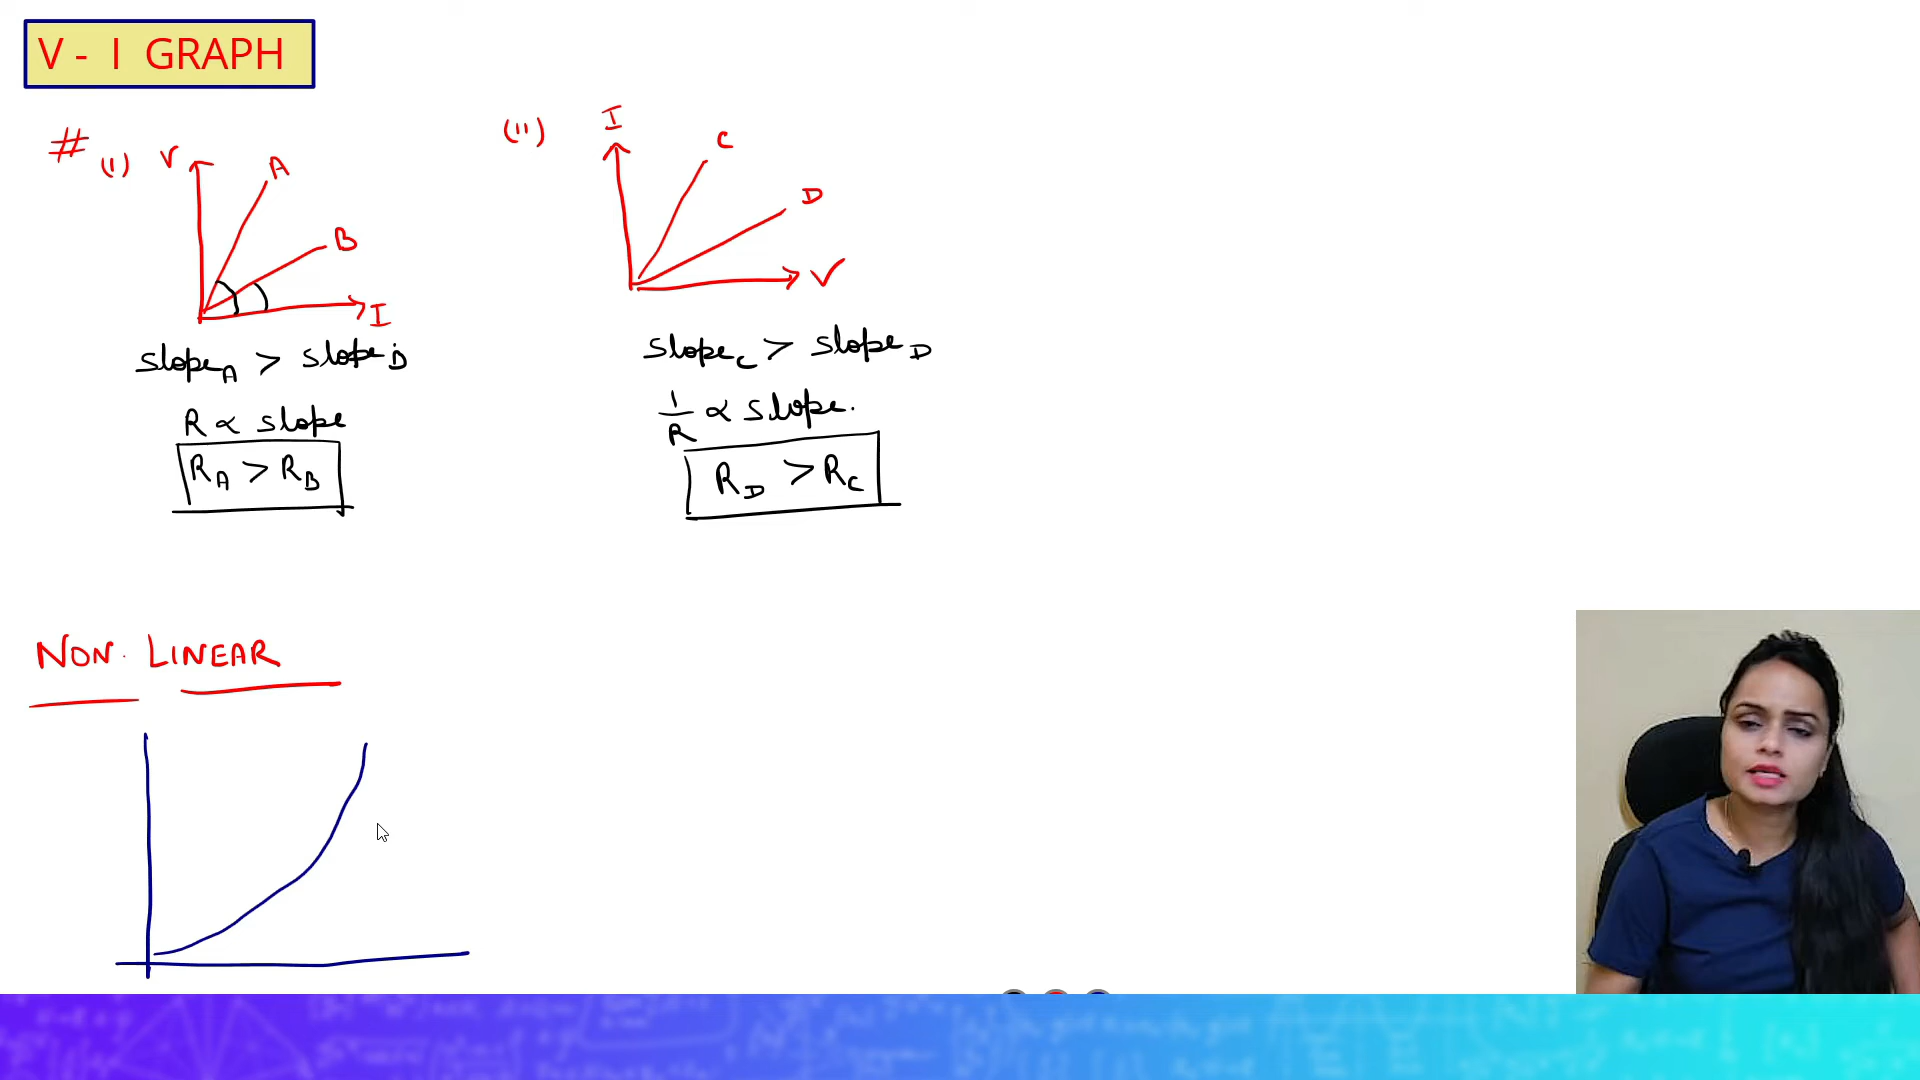 V - I GRAPH
# (i) V A B I
slope_A > slope_B
R ∝ slope
R_A > R_B
(ii) I C D V
slope_C > slope_D
1/R ∝ slope.
R_D > R_C
NON. LINEAR